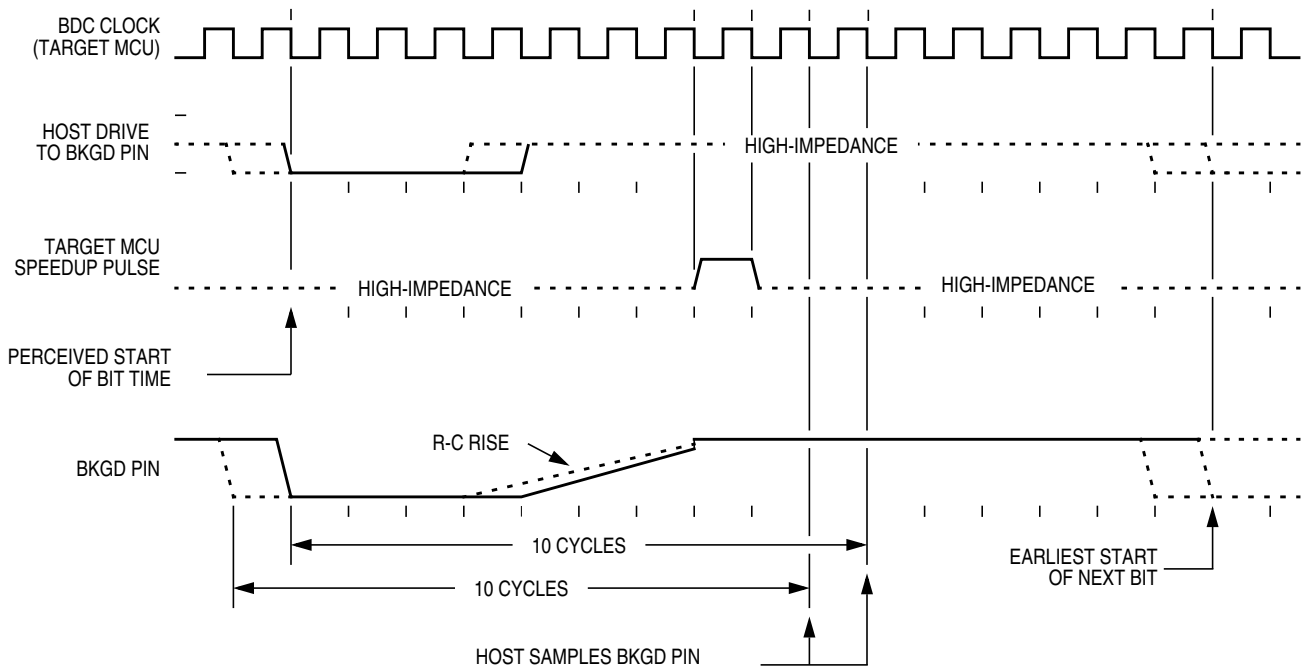 BDC CLOCK
(TARGET MCU)
HOST DRIVE
TO BKGD PIN
HIGH-IMPEDANCE
TARGET MCU
SPEEDUP PULSE
HIGH-IMPEDANCE
HIGH-IMPEDANCE
PERCEIVED START
OF BIT TIME
R-C RISE
BKGD PIN
10 CYCLES
10 CYCLES
EARLIEST START
OF NEXT BIT
HOST SAMPLES BKGD PIN